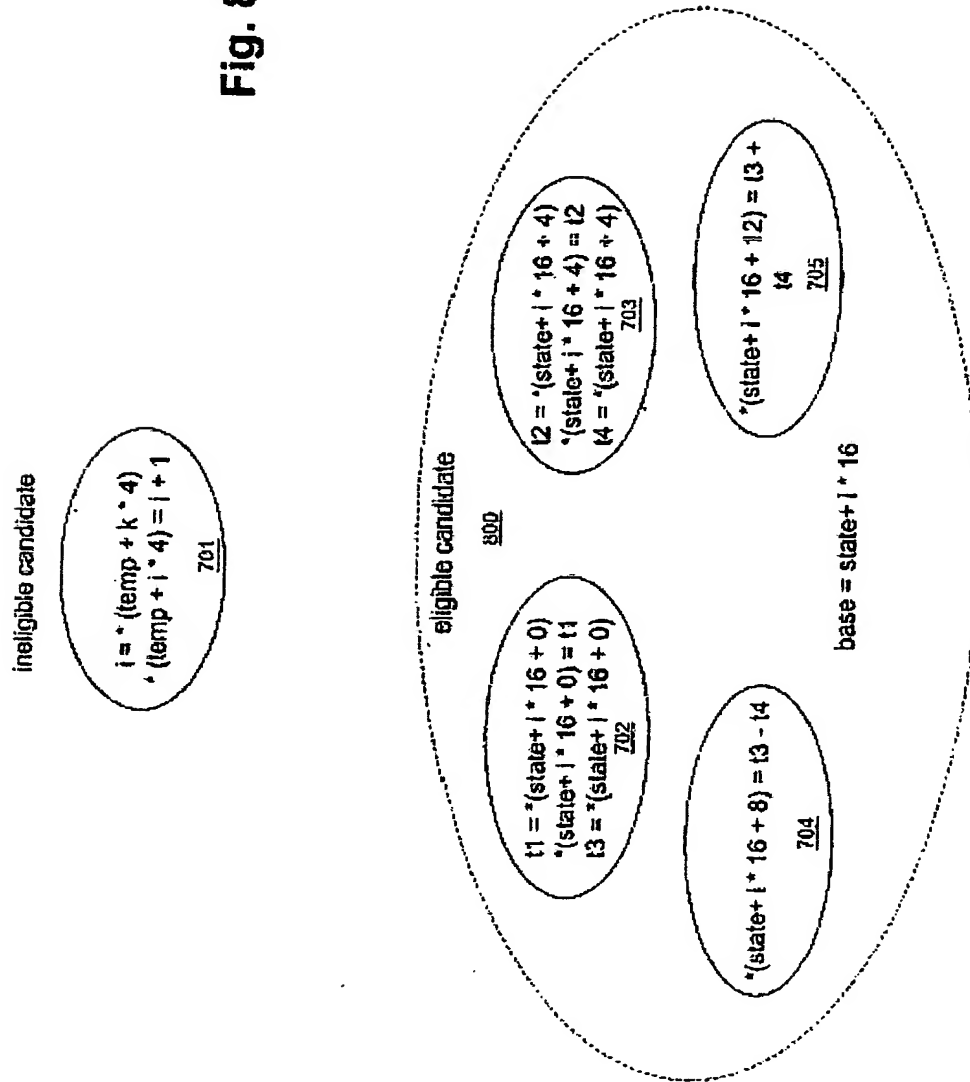 Fig. 8
ineligible candidate
i = * (temp + k * 4)
* (temp + i * 4) = i + 1
701
eligible candidate
800
t1 = *(state+ i * 16 + 0)
*(state+ i * 16 + 0) = t1
t3 = *(state+ i * 16 + 0)
702
t2 = *(state+ i * 16 + 4)
*(state+ i * 16 + 4) = t2
t4 = *(state+ i * 16 + 4)
703
*(state+ i * 16 + 8) = t3 - t4
704
*(state+ i * 16 + 12) = t3 +
t4
705
base = state+ i * 16